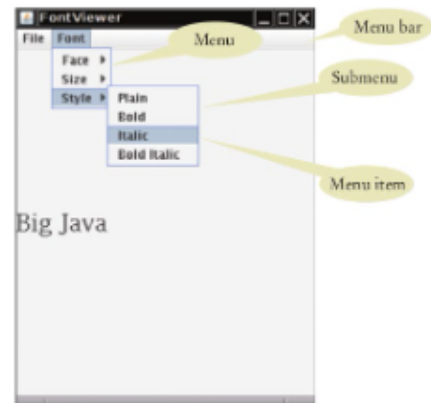 FontViewer
Menu bar
File Font
Menu
Face
Size
Submenu
Style
Plain
Bold
Italic
Bold Italic
Menu item
Big Java